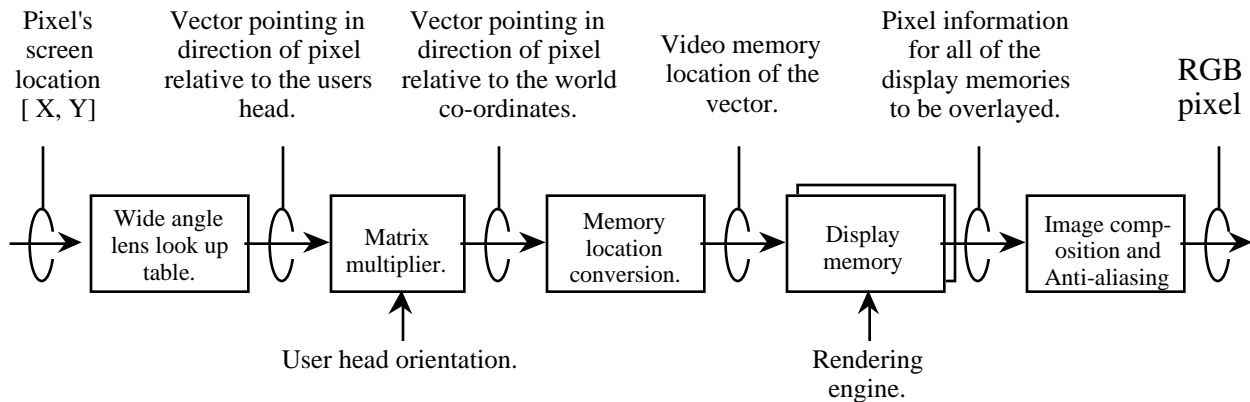 Pixel's
screen
location
[ X, Y]
Vector pointing in
direction of pixel
relative to the users
head.
Vector pointing in
direction of pixel
relative to the world
co-ordinates.
Video memory
location of the
vector.
Pixel information
for all of the
display memories
to be overlayed.
RGB
pixel
Wide angle
lens look up
table.
Matrix
multiplier.
Memory
location
conversion.
Display
memory
Image comp-
osition and
Anti-aliasing
User head orientation.
Rendering
engine.